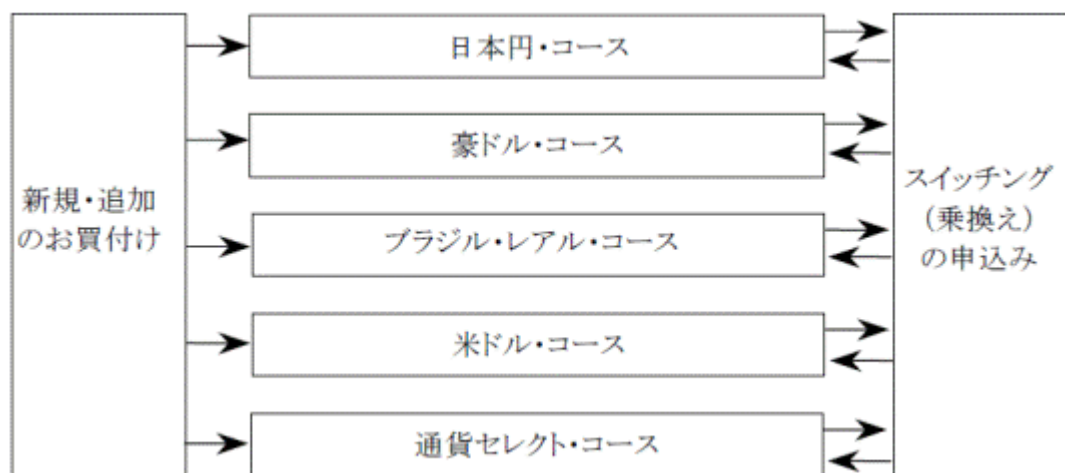 新規・追加
のお買付け
日本円・コース
豪ドル・コース
ブラジル・レアル・コース
米ドル・コース
通貨セレクト・コース
スイッチング
(乗換え)
の申込み